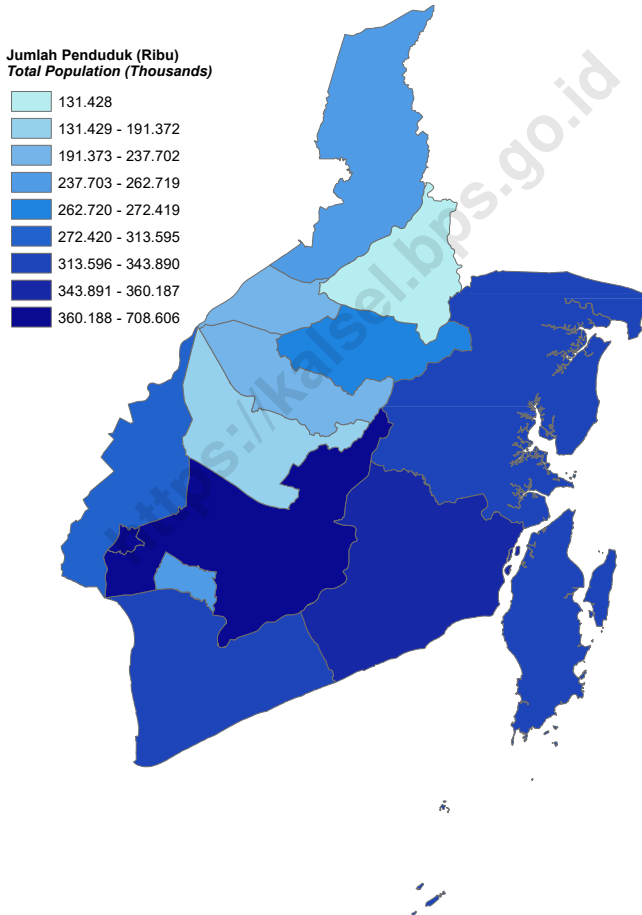 Jumlah Penduduk (Ribu)
Total Population (Thousands)
131.428
131.429 - 191.372
191.373 - 237.702
237.703 - 262.719
262.720 - 272.419
272.420 - 313.595
313.596 - 343.890
343.891 - 360.187
360.188 - 708.606
https://kalsel.bps.go.id